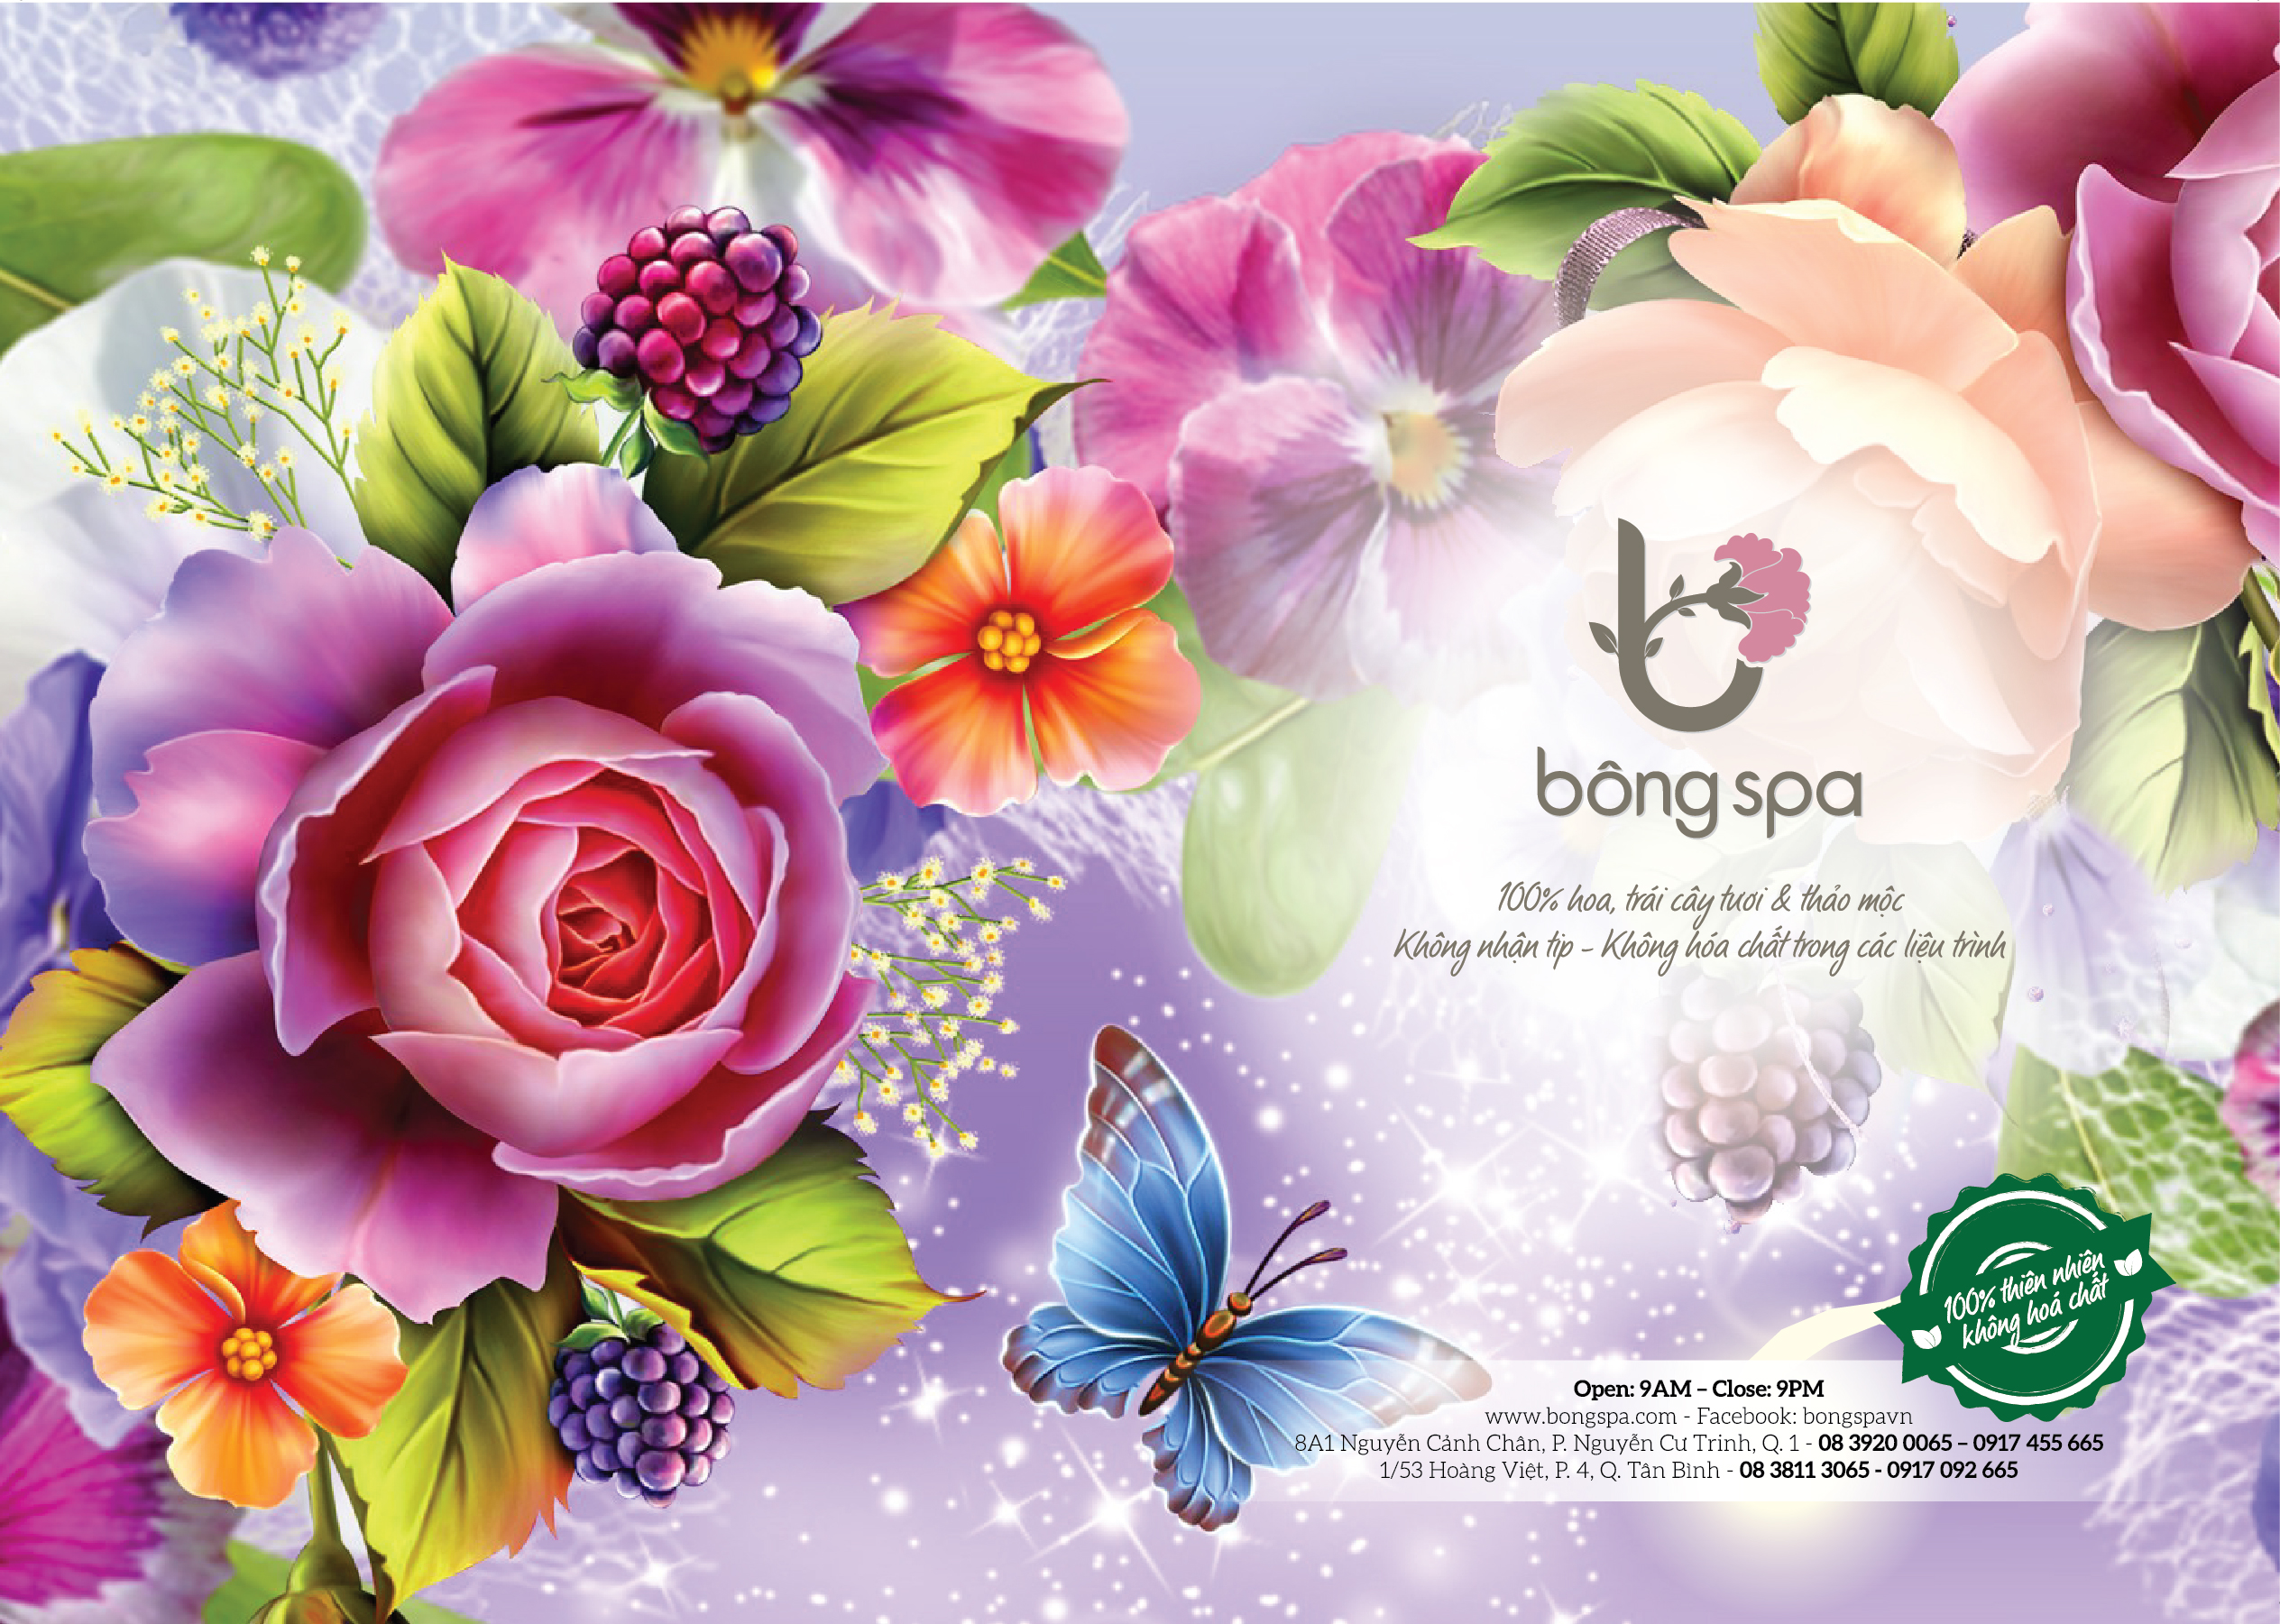 bông spa
100% hoa, trái cây tươi & thảo mộc
Không nhận tip - Không hóa chất trong các liệu trình
100% thiên nhiên
không hoá chất
Open: 9AM – Close: 9PM
www.bongspa.com - Facebook: bongspavn
8A1 Nguyễn Cảnh Chân, P. Nguyễn Cư Trinh, Q. 1 - 08 3920 0065 – 0917 455 665
1/53 Hoàng Việt, P. 4, Q. Tân Bình - 08 3811 3065 - 0917 092 665